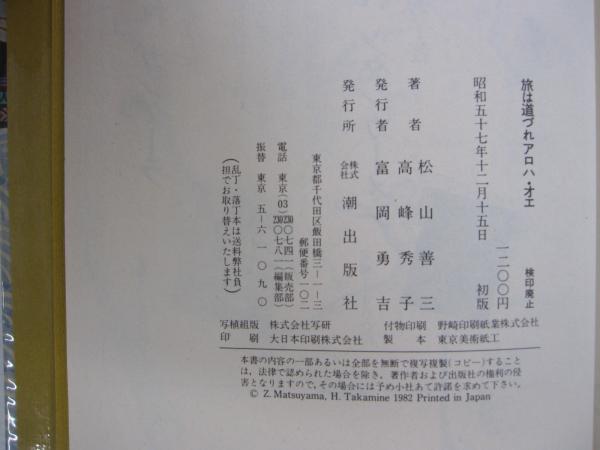 旅は道づれアロハ・オエ
検印廃止
一二〇〇円
昭和五十七年十二月十五日　初版
著者　松山善三
高峰秀子
発行者　富岡勇吉
発行所　株式会社　潮出版社
東京都千代田区飯田橋三―一―三
郵便番号一〇二
電話　東京(03)230〇七四一(販売部)
230〇七八一(編集部)
振替　東京　五―六一〇九〇
(乱丁・落丁本は送料弊社負
担でお取り替えいたします)
写植組版　株式会社写研　付物印刷　野崎印刷紙業株式会社
印刷　大日本印刷株式会社　製本　東京美術紙工
本書の内容の一部あるいは全部を無断で複写複製(コピー)すること
は、法律で認められた場合を除き、著作者および出版社の権利の侵
害となりますので、その場合には予め小社あて許諾を求めて下さい。
© Z. Matsuyama, H. Takamine 1982 Printed in Japan